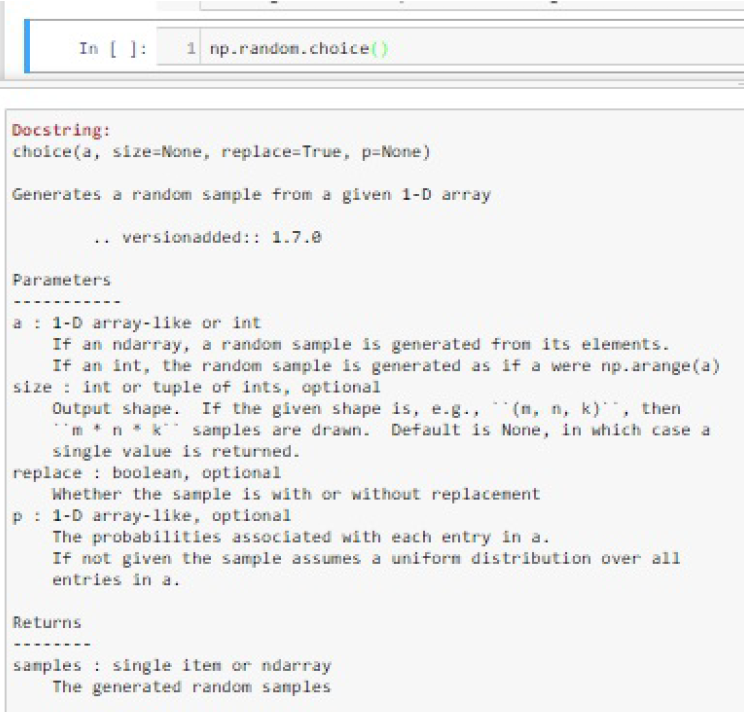 In [ ]: 1 np.random.choice()
Docstring:
choice(a, size=None, replace=True, p=None)
Generates a random sample from a given 1-D array
.. versionadded:: 1.7.0
Parameters
-----------
a : 1-D array-like or int
If an ndarray, a random sample is generated from its elements.
If an int, the random sample is generated as if a were np.arange(a)
size : int or tuple of ints, optional
Output shape.  If the given shape is, e.g., ``(m, n, k)``, then
``m * n * k`` samples are drawn.  Default is None, in which case a
single value is returned.
replace : boolean, optional
Whether the sample is with or without replacement
p : 1-D array-like, optional
The probabilities associated with each entry in a.
If not given the sample assumes a uniform distribution over all
entries in a.
Returns
--------
samples : single item or ndarray
The generated random samples